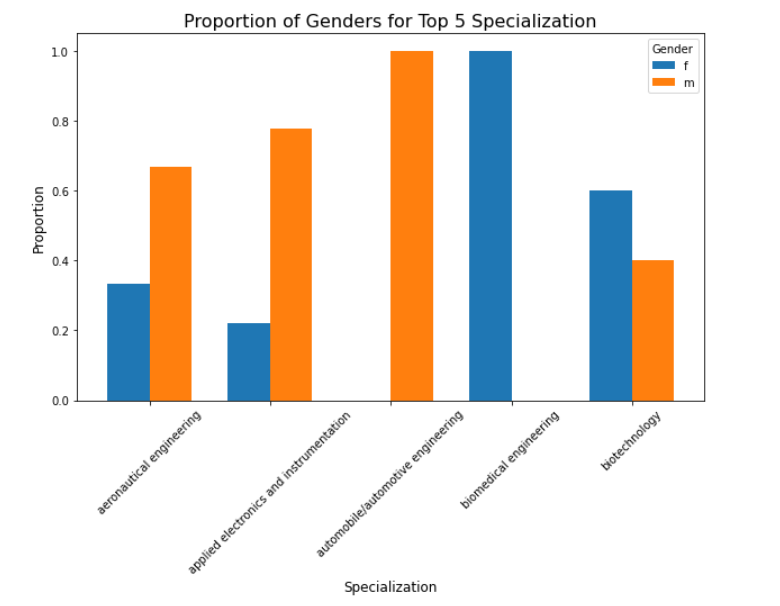 Proportion of Genders for Top 5 Specialization
Gender
f
m
Proportion
1.0
0.8
0.6
0.4
0.2
0.0
aeronautical engineering
applied electronics and instrumentation
automobile/automotive engineering
biomedical engineering
biotechnology
Specialization